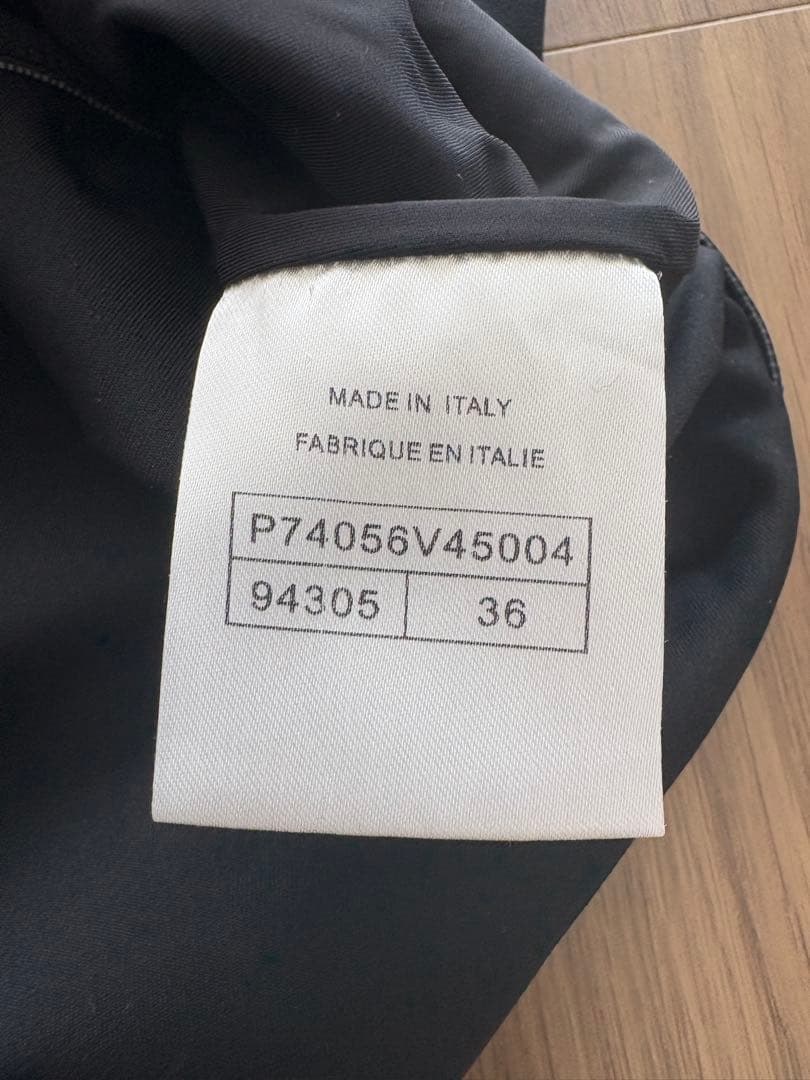 MADE IN ITALY
FABRIQUE EN ITALIE
P74056V45004
94305 36